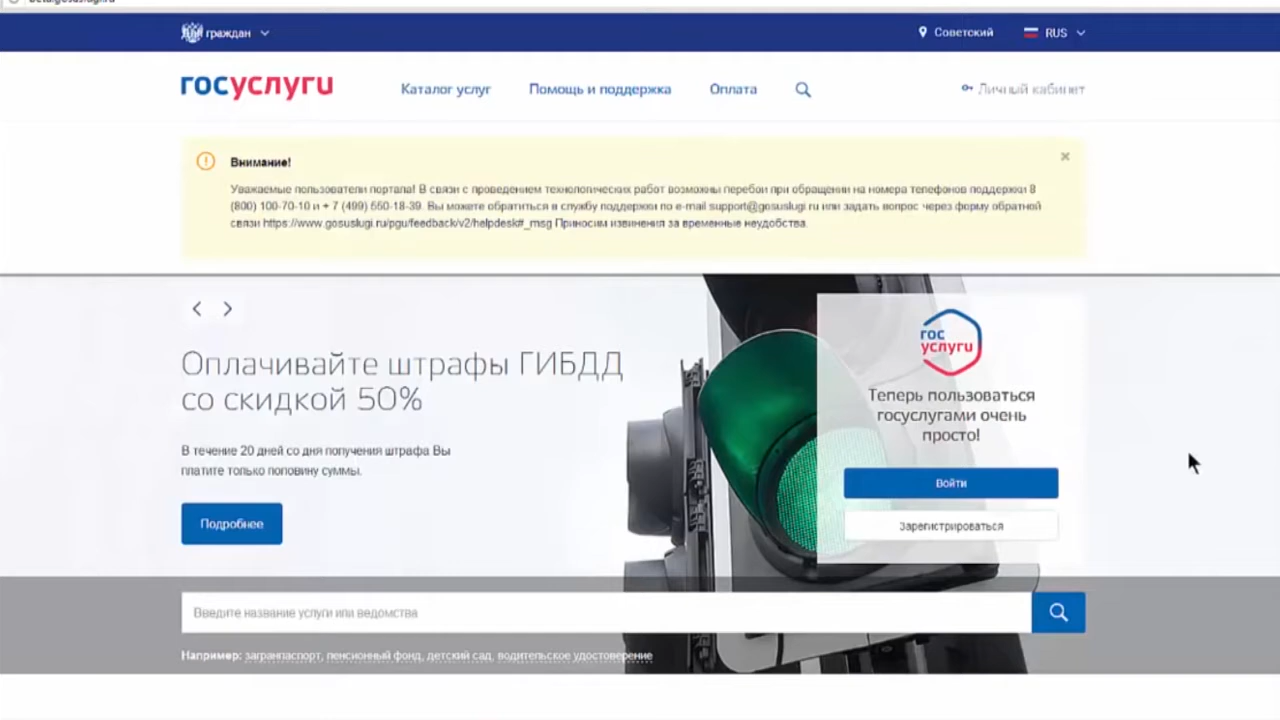 граждан
Советский
RUS
госуслуги
Каталог услуг
Помощь и поддержка
Оплата
Личный кабинет
Внимание!
Уважаемые пользователи портала! В связи с проведением технологических работ возможны перебои при обращении на номера телефонов поддержки 8
(800) 100-70-10 и + 7 (499) 550-18-39. Вы можете обратиться в службу поддержки по e-mail support@gosuslugi.ru или задать вопрос через форму обратной
связи https://www.gosuslugi.ru/pgu/feedback/v2/helpdesk#_msg Приносим извинения за временные неудобства.
Оплачивайте штрафы ГИБДД
со скидкой 50%
В течение 20 дней со дня получения штрафа Вы
платите только половину суммы.
Подробнее
гос
услуги
Теперь пользоваться
госуслугами очень
просто!
Войти
Зарегистрироваться
Введите название услуги или ведомства
Например: загранпаспорт, пенсионный фонд, детский сад, водительское удостоверение